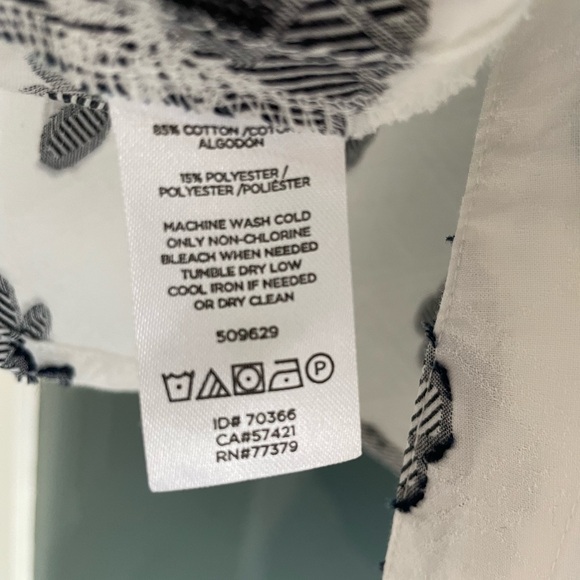 85% COTTON /COTO
ALGODÓN
15% POLYESTER /
POLYESTER /POLIÉSTER
MACHINE WASH COLD
ONLY NON-CHLORINE
BLEACH WHEN NEEDED
TUMBLE DRY LOW
COOL IRON IF NEEDED
OR DRY CLEAN
509629
P
ID# 70366
CA#57421
RN#77379